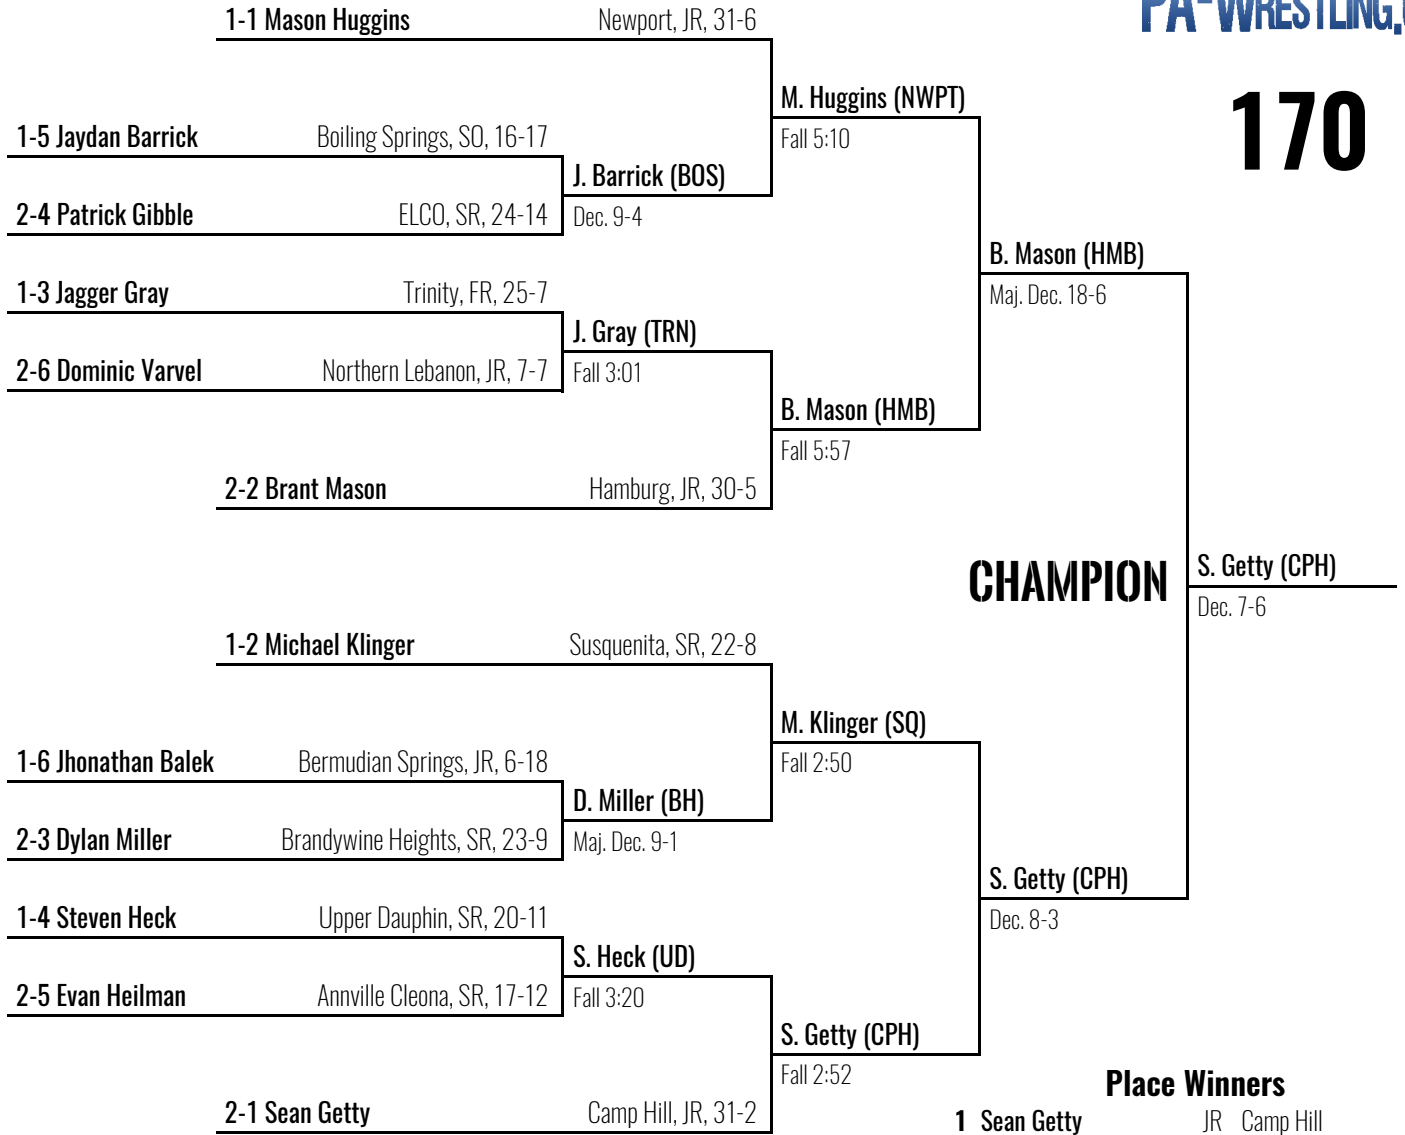 PA-WRESTLING.
170
1-1 Mason Huggins Newport, JR, 31-6
M. Huggins (NWPT)
Fall 5:10
1-5 Jaydan Barrick Boiling Springs, SO, 16-17
J. Barrick (BOS)
2-4 Patrick Gibble ELCO, SR, 24-14
Dec. 9-4
B. Mason (HMB)
Maj. Dec. 18-6
1-3 Jagger Gray Trinity, FR, 25-7
J. Gray (TRN)
2-6 Dominic Varvel Northern Lebanon, JR, 7-7
Fall 3:01
B. Mason (HMB)
Fall 5:57
2-2 Brant Mason Hamburg, JR, 30-5
CHAMPION
S. Getty (CPH)
Dec. 7-6
1-2 Michael Klinger Susquenita, SR, 22-8
M. Klinger (SQ)
Fall 2:50
1-6 Jhonathan Balek Bermudian Springs, JR, 6-18
D. Miller (BH)
2-3 Dylan Miller Brandywine Heights, SR, 23-9
Maj. Dec. 9-1
S. Getty (CPH)
Dec. 8-3
1-4 Steven Heck Upper Dauphin, SR, 20-11
S. Heck (UD)
2-5 Evan Heilman Annville Cleona, SR, 17-12
Fall 3:20
S. Getty (CPH)
Fall 2:52
2-1 Sean Getty Camp Hill, JR, 31-2
Place Winners
1 Sean Getty JR Camp Hill